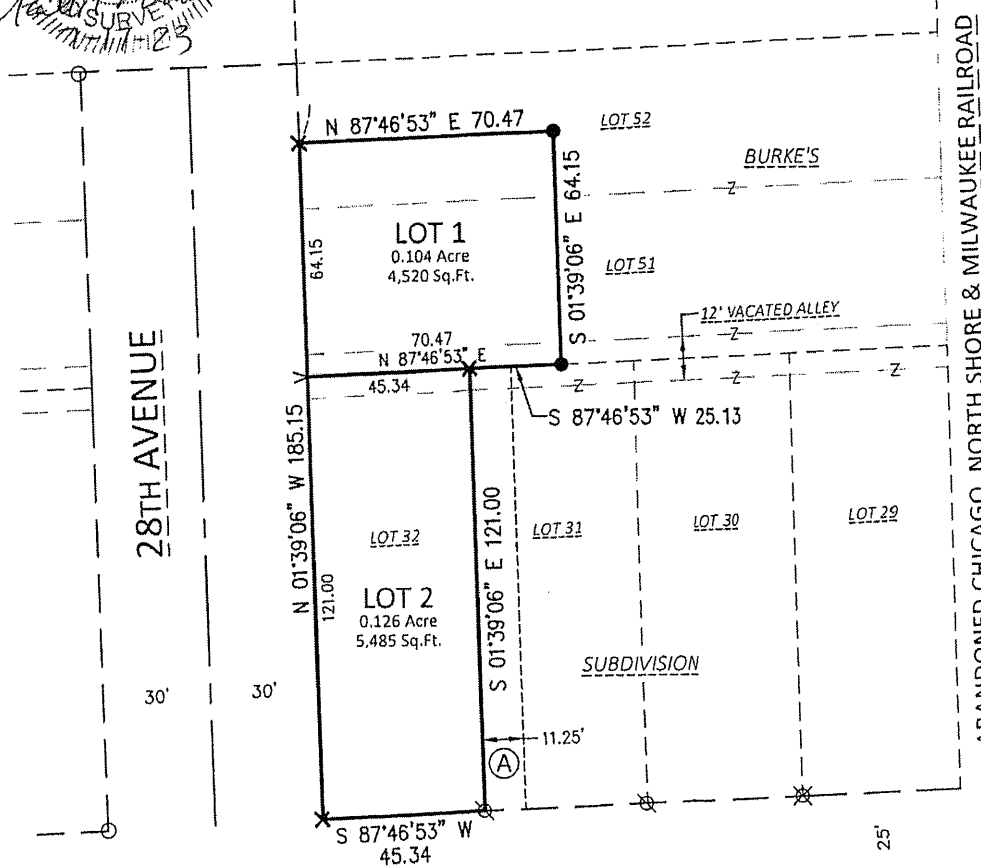 SURVE
23
N 87°46'53" E 70.47
LOT 52
BURKE'S
Z
S 01°39'06" E 64.15
LOT 1
0.104 Acre
4,520 Sq.Ft.
64.15
LOT 51
12' VACATED ALLEY
Z
70.47
N 87°46'53" E
45.34
Z
Z
Z
S 87°46'53" W 25.13
28TH AVENUE
N 01°39'06" W 185.15
121.00
S 01°39'06" E 121.00
LOT 32
LOT 31
LOT 30
LOT 29
LOT 2
0.126 Acre
5,485 Sq.Ft.
SUBDIVISION
30'
30'
11.25'
A
S 87°46'53" W
45.34
25'
ABANDONED CHICAGO, NORTH SHORE & MILWAUKEE RAILROAD